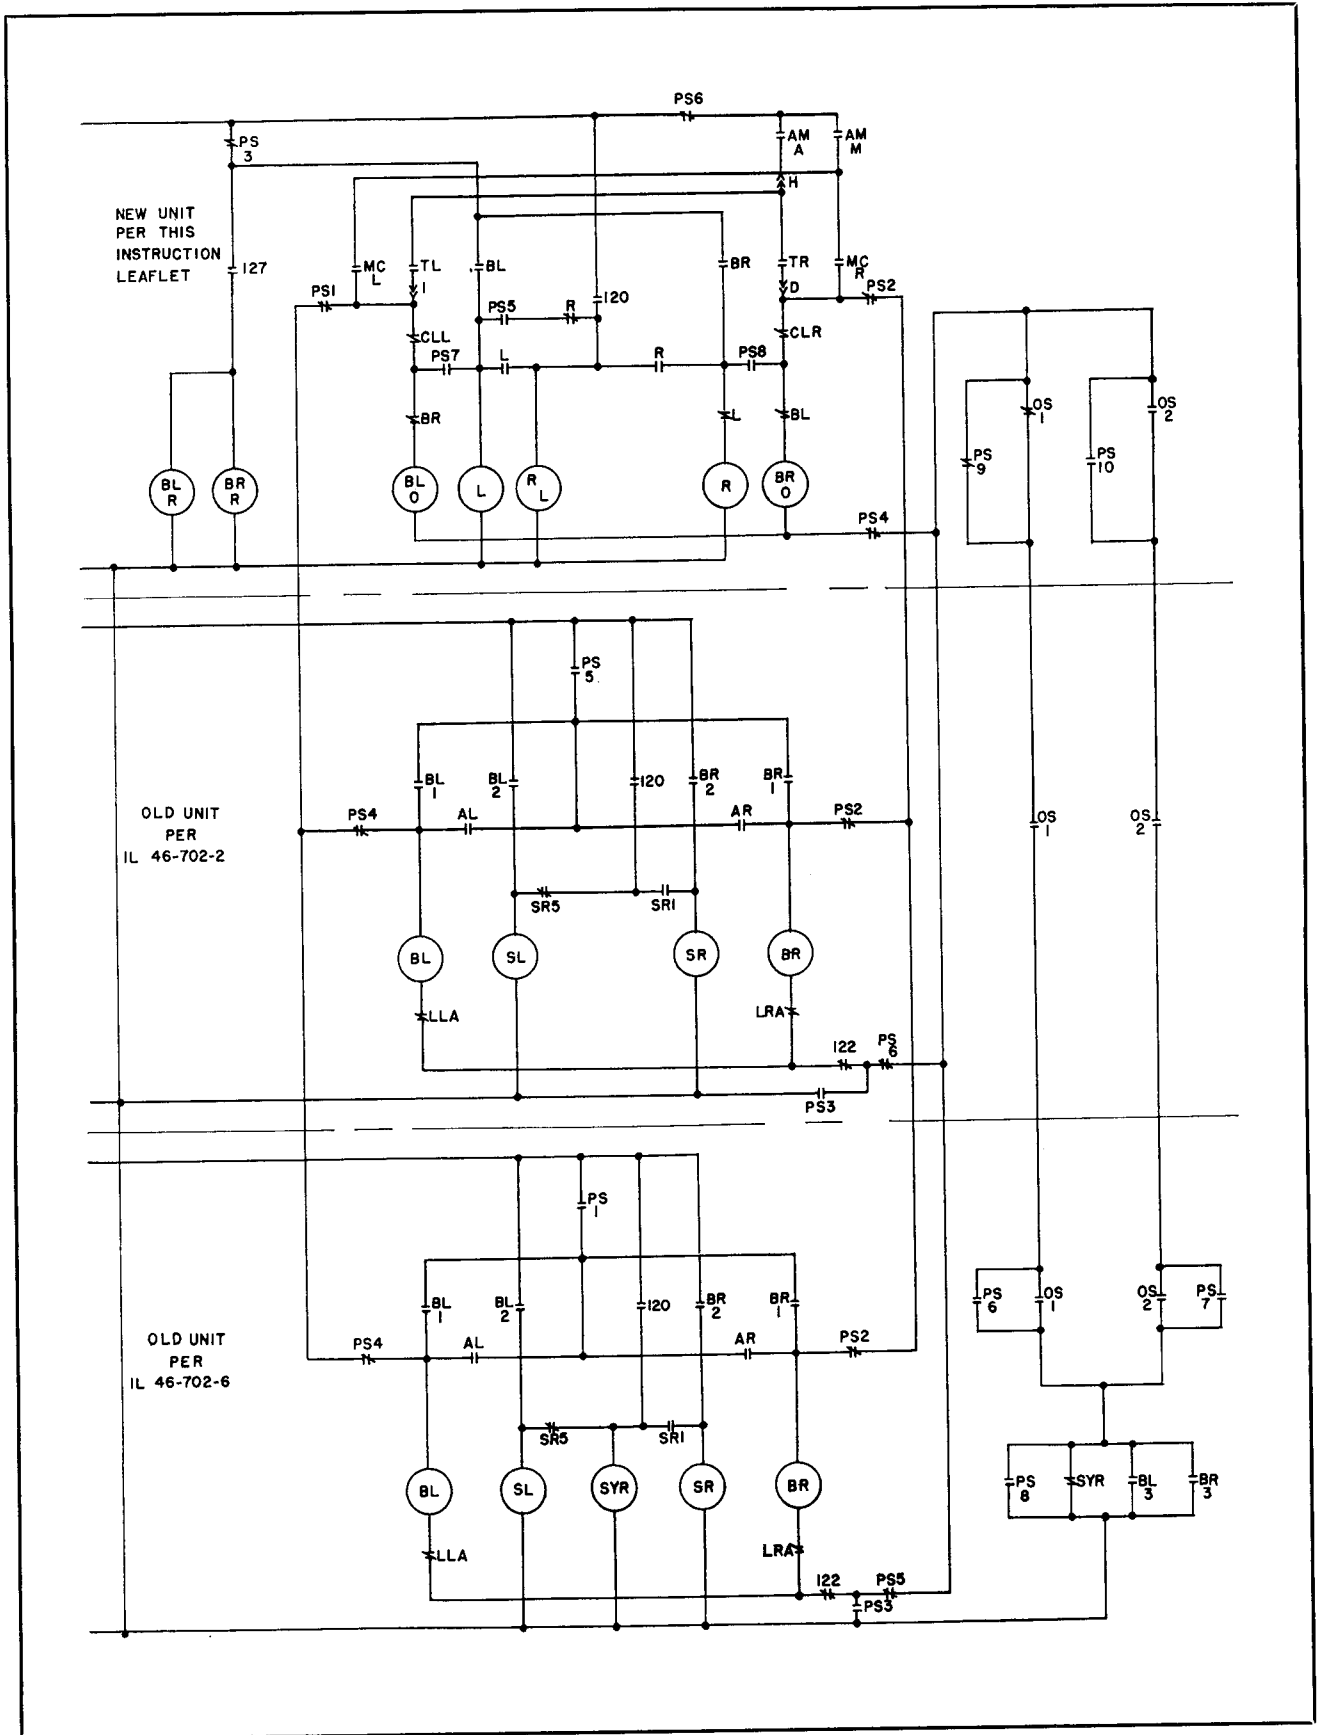 PS6
PS
3
AM
A
AM
M
H
NEW UNIT
PER THIS
INSTRUCTION
LEAFLET
127
MC
L
TL
I
BL
BR
TR
D
MC
R
PS1
PS2
PS5
R
120
CLL
CLR
PS7
L
R
PS8
BR
L
BL
OS
1
OS
2
PS
9
PS
10
BL
R
BR
R
BL
O
L
R
L
R
BR
O
PS4
PS
5
BL
1
BL
2
120
BR
2
BR
1
OLD UNIT
PER
IL 46-702-2
PS4
AL
AR
PS2
OS
1
OS
2
SR5
SR1
BL
SL
SR
BR
LLA
LRA
122
PS
6
PS3
PS
1
BL
1
BL
2
120
BR
2
BR
1
PS
6
OS
1
OS
2
PS
7
OLD UNIT
PER
IL 46-702-6
PS4
AL
AR
PS2
SR5
SR1
BL
SL
SYR
SR
BR
PS
8
SYR
BL
3
BR
3
LLA
LRA
122
PS5
PS3